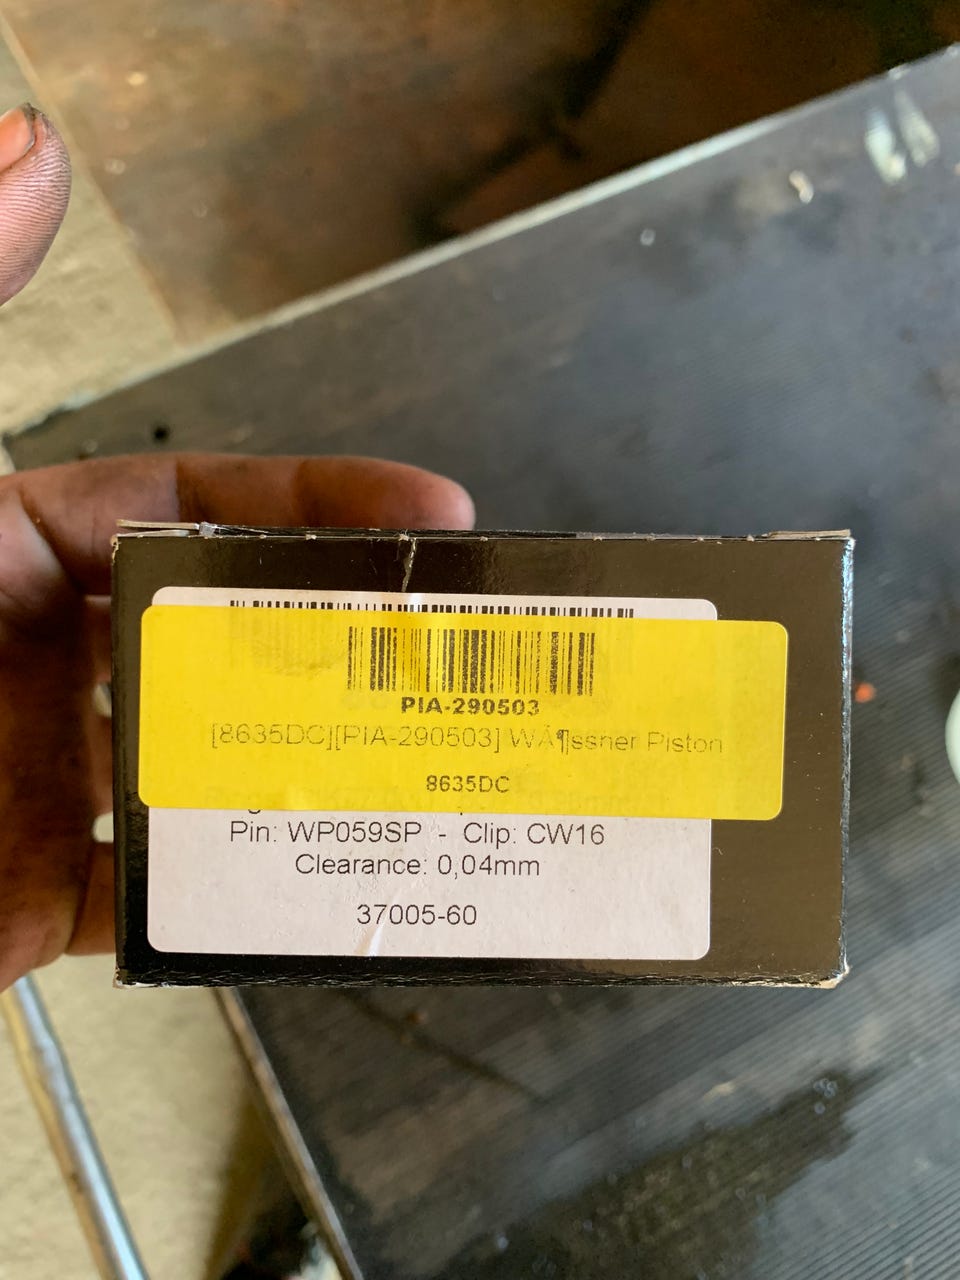 PIA-290503
[8635DC][PIA-290503] WÃ¶ssner Piston
8635DC
Pin: WP059SP - Clip: CW16
Clearance: 0,04mm
37005-60